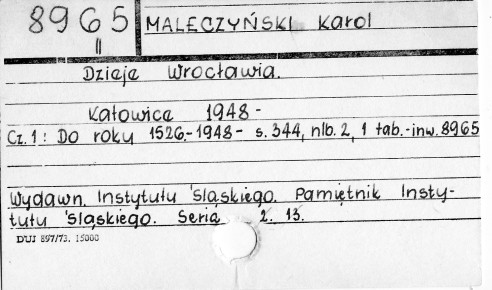 8965
II
MALECZYŃSKI Karol
Dzieje Wrocławia.
Katowice 1948 -
Cz. 1: Do roku 1526.-1948- s. 344, nlb. 2, 1 tab.-inw. 8965
Wydawn. Instytutu Śląskiego. Pamiętnik Insty-
tutu Śląskiego. Seria 2. 13.
DUJ 897/73. 15000